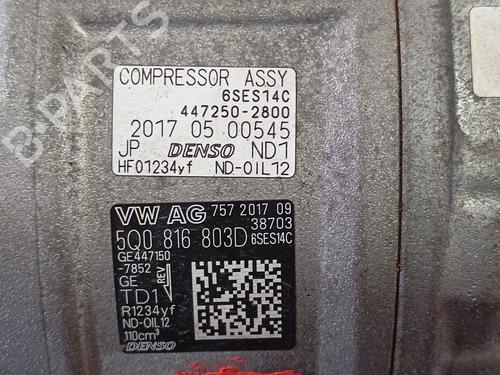 COMPRESSOR ASSY
6SES14C
447250-2800
2017 05 00545
JP DENSO ND1
HF01234yf ND-OIL12
VW AG 757 2017 09
38703
5Q0 816 803D 6SES14C
GE447150
-7852
GE REV
TD1
R1234yf
ND-OIL12
110cm³
DENSO
B-PARTS